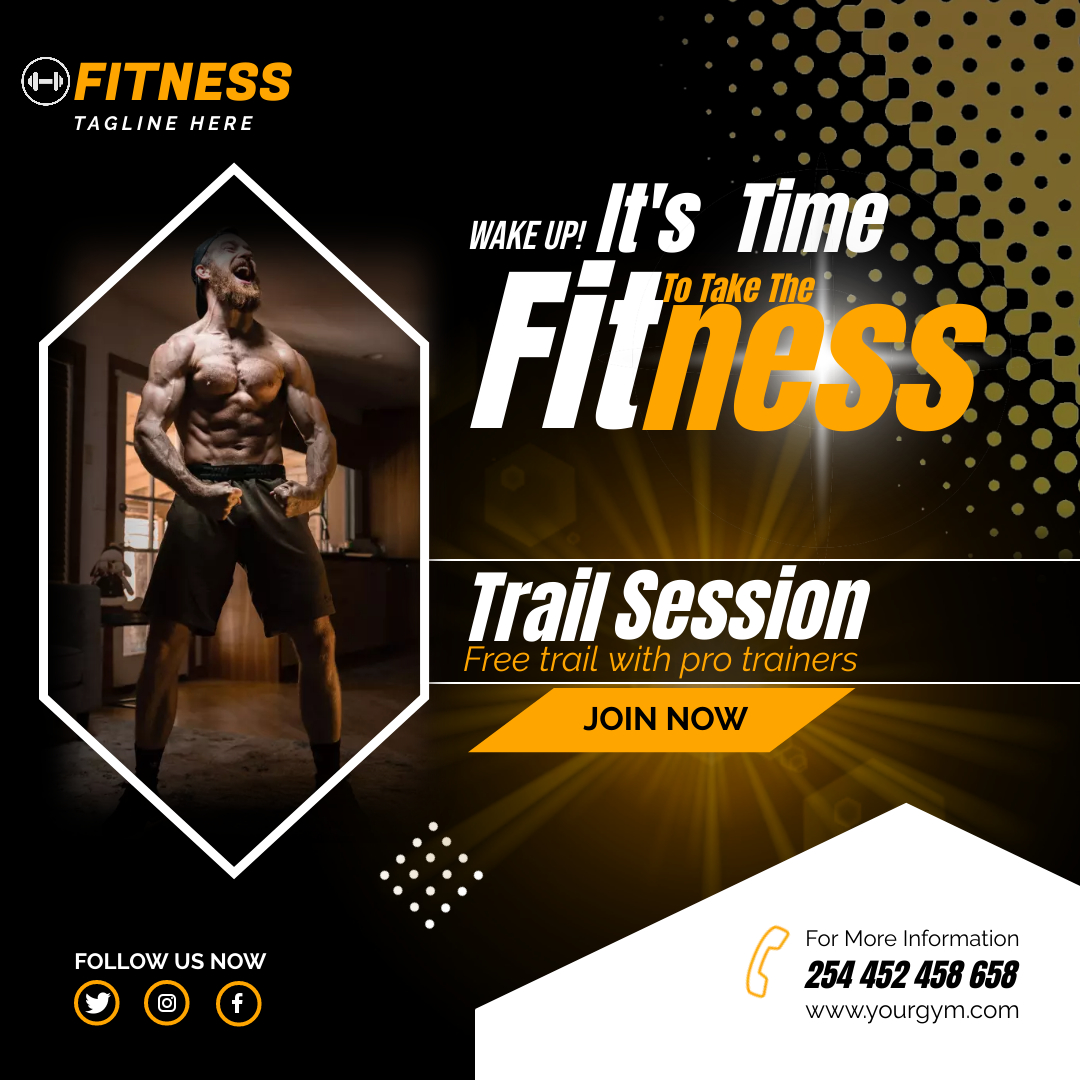 FITNESS
TAGLINE HERE
WAKE UP! It's Time
To Take The
Fitness
Trail Session
Free trail with pro trainers
JOIN NOW
FOLLOW US NOW
For More Information
254 452 458 658
www.yourgym.com